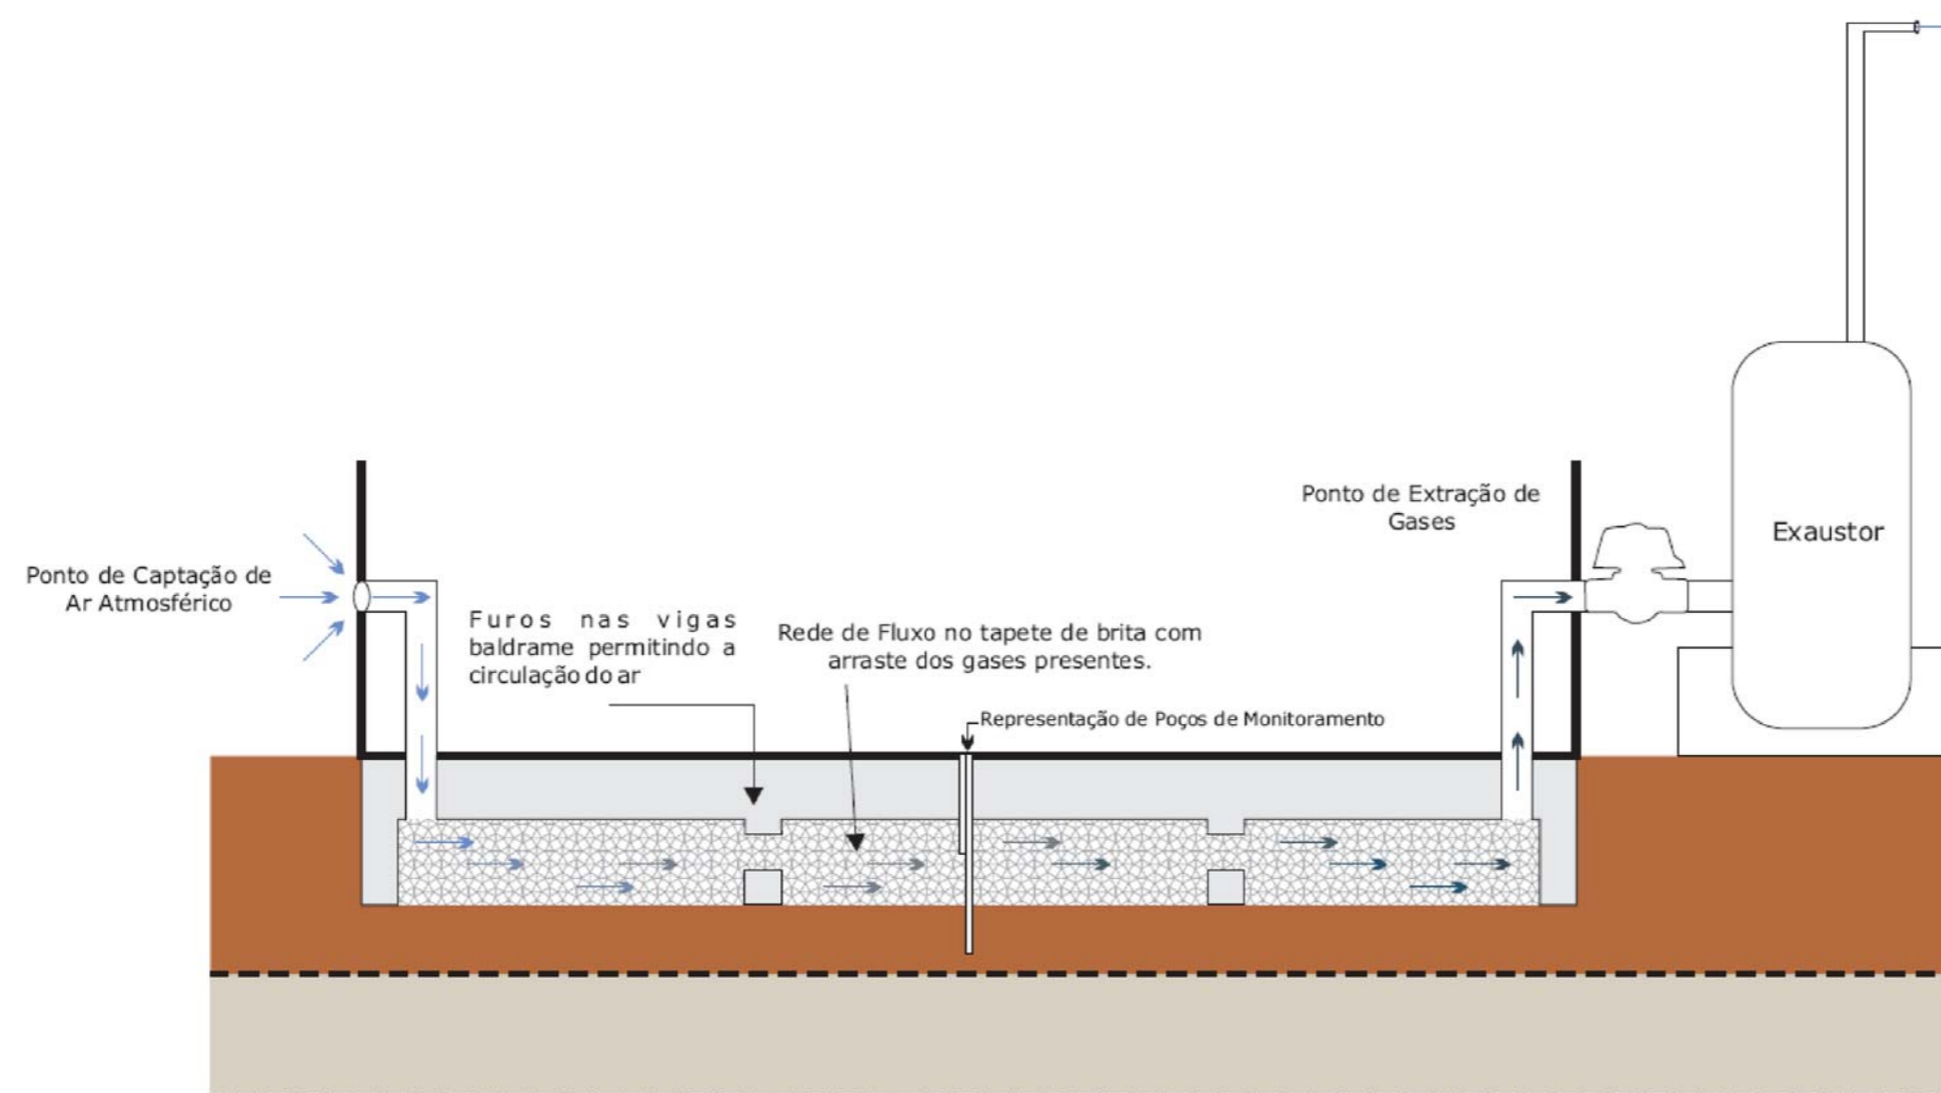 Ponto de Extração de
Gases
Exaustor
Ponto de Captação de
Ar Atmosférico
Furos nas vigas
baldrame permitindo a
circulação do ar
Rede de Fluxo no tapete de brita com
arraste dos gases presentes.
Representação de Poços de Monitoramento